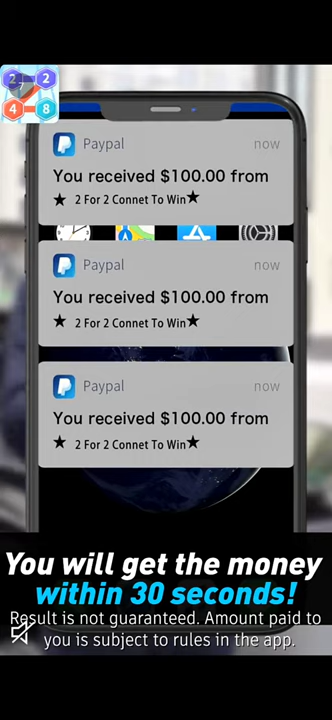 2 2
4 8
Paypal now
You received $100.00 from
★ 2 For 2 Connet To Win★
Paypal now
You received $100.00 from
★ 2 For 2 Connet To Win★
Paypal now
You received $100.00 from
★ 2 For 2 Connet To Win★
You will get the money
within 30 seconds!
Result is not guaranteed. Amount paid to
you is subject to rules in the app.